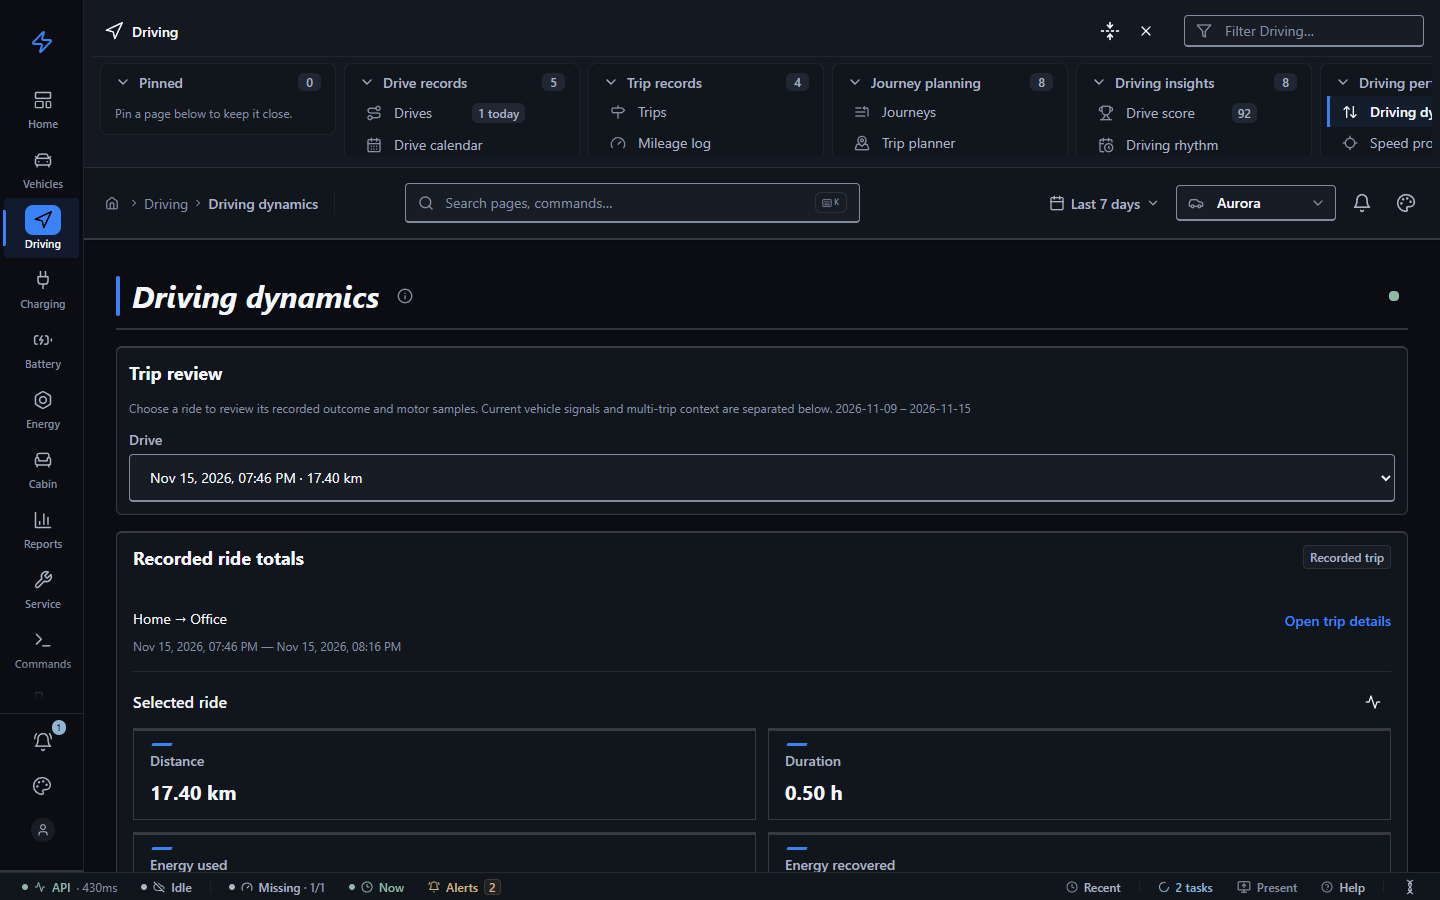 Driving
Filter Driving...
Pinned 0
Pin a page below to keep it close.
Drive records 5
Drives 1 today
Drive calendar
Trip records 4
Trips
Mileage log
Journey planning 8
Journeys
Trip planner
Driving insights 8
Drive score 92
Driving rhythm
Driving per
Driving dy
Speed pro
Home
Vehicles
Driving
Charging
Battery
Energy
Cabin
Reports
Service
Commands
1
Driving Driving dynamics
Search pages, commands... K
Last 7 days
Aurora
Driving dynamics
Trip review
Choose a ride to review its recorded outcome and motor samples. Current vehicle signals and multi-trip context are separated below. 2026-11-09 – 2026-11-15
Drive
Nov 15, 2026, 07:46 PM · 17.40 km
Recorded ride totals
Recorded trip
Home → Office
Nov 15, 2026, 07:46 PM — Nov 15, 2026, 08:16 PM
Open trip details
Selected ride
Distance
17.40 km
Duration
0.50 h
Energy used
Energy recovered
API · 430ms
Idle
Missing · 1/1
Now
Alerts 2
Recent
2 tasks
Present
Help